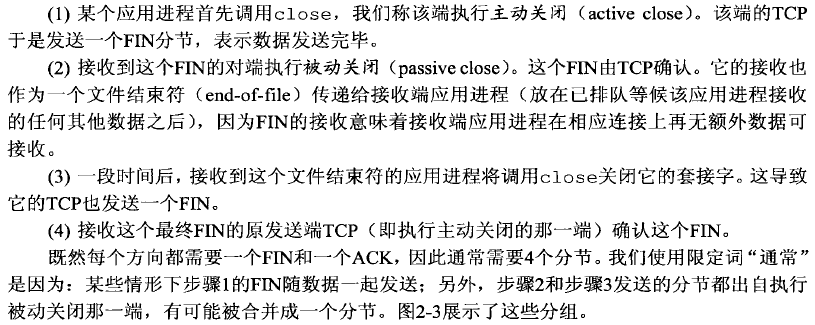 (1) 某个应用进程首先调用close，我们称该端执行主动关闭（active close）。该端的TCP
于是发送一个FIN分节，表示数据发送完毕。
(2) 接收到这个FIN的对端执行被动关闭（passive close）。这个FIN由TCP确认。它的接收也
作为一个文件结束符（end-of-file）传递给接收端应用进程（放在已排队等候该应用进程接收
的任何其他数据之后），因为FIN的接收意味着接收端应用进程在相应连接上再无额外数据可
接收。
(3) 一段时间后，接收到这个文件结束符的应用进程将调用close关闭它的套接字。这导致
它的TCP也发送一个FIN。
(4) 接收这个最终FIN的原发送端TCP（即执行主动关闭的那一端）确认这个FIN。
既然每个方向都需要一个FIN和一个ACK，因此通常需要4个分节。我们使用限定词“通常”
是因为：某些情形下步骤1的FIN随数据一起发送；另外，步骤2和步骤3发送的分节都出自执行
被动关闭那一端，有可能被合并成一个分节。图2-3展示了这些分组。